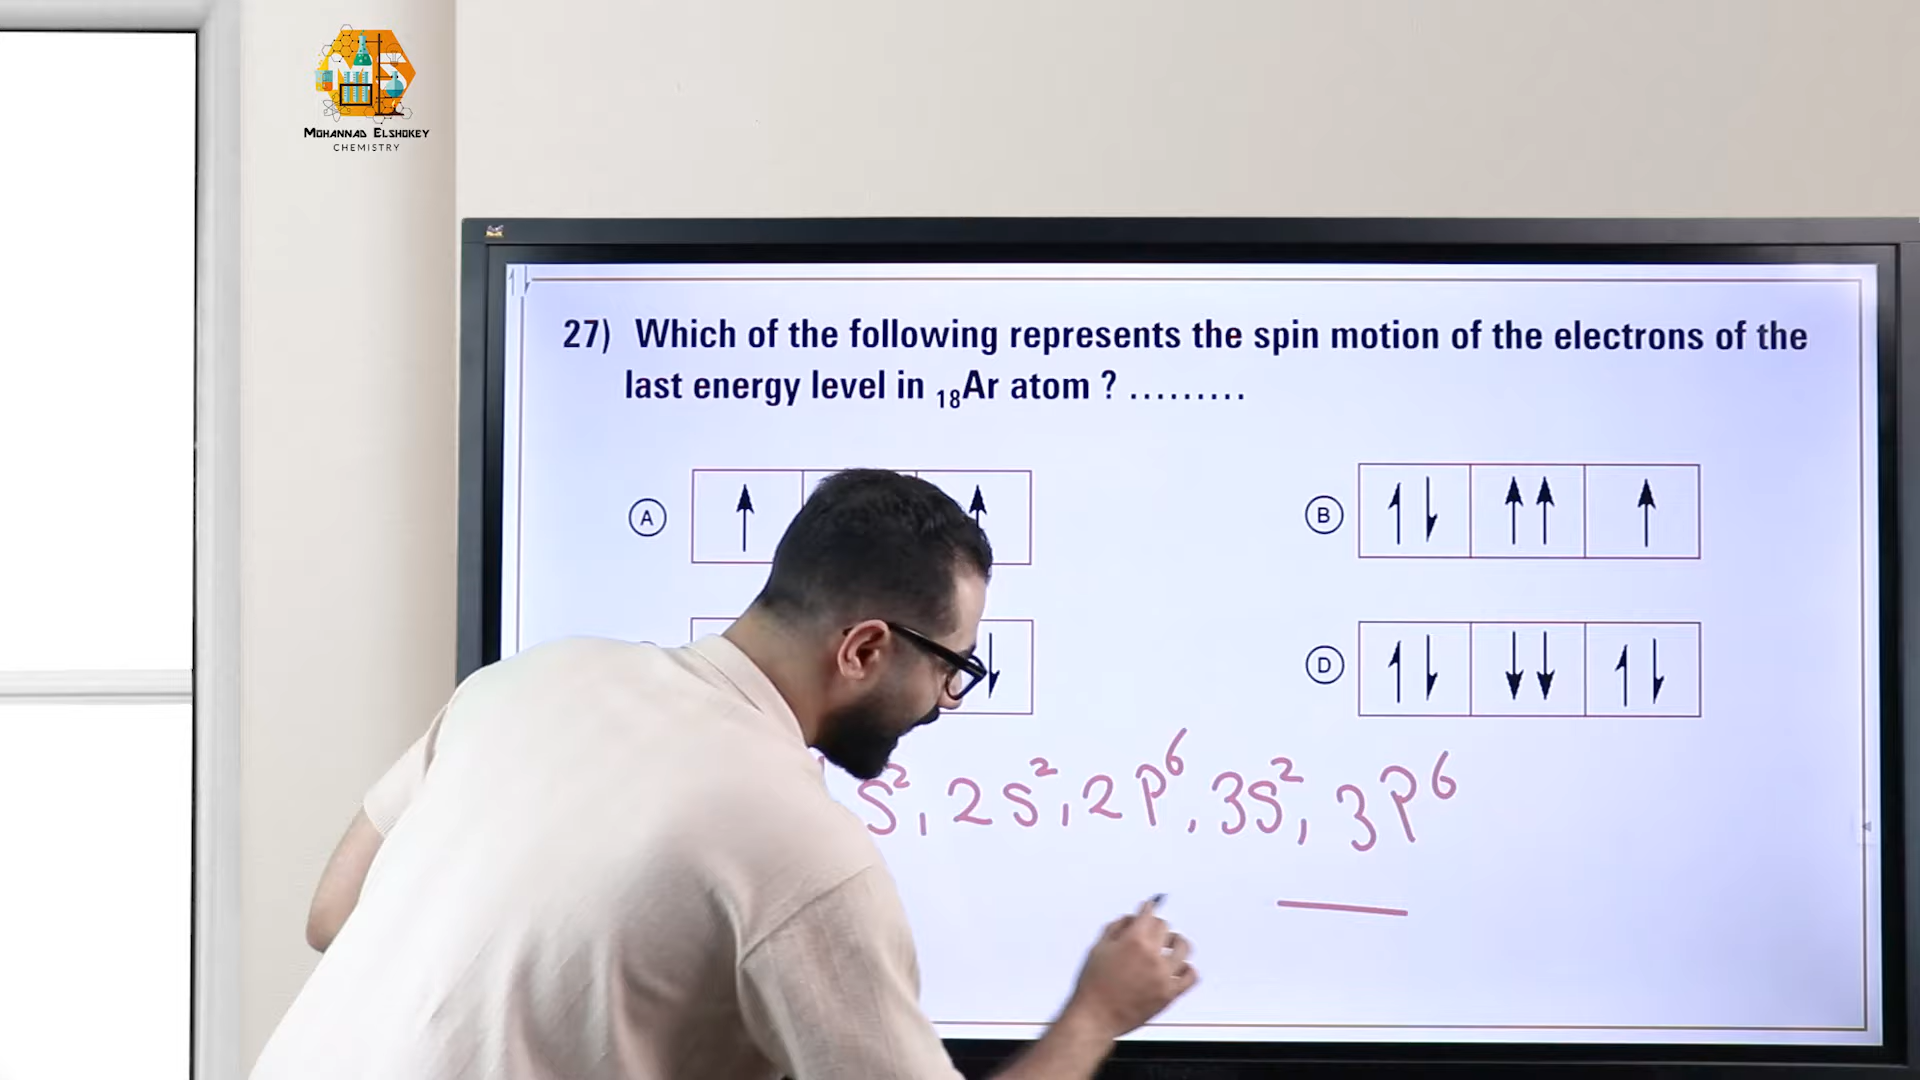 MOHANNAD ELSHOKEY
CHEMISTRY
27) Which of the following represents the spin motion of the electrons of the
last energy level in ₁₈Ar atom ? .........
A
B
D
S², 2S², 2P⁶, 3S², 3P⁶